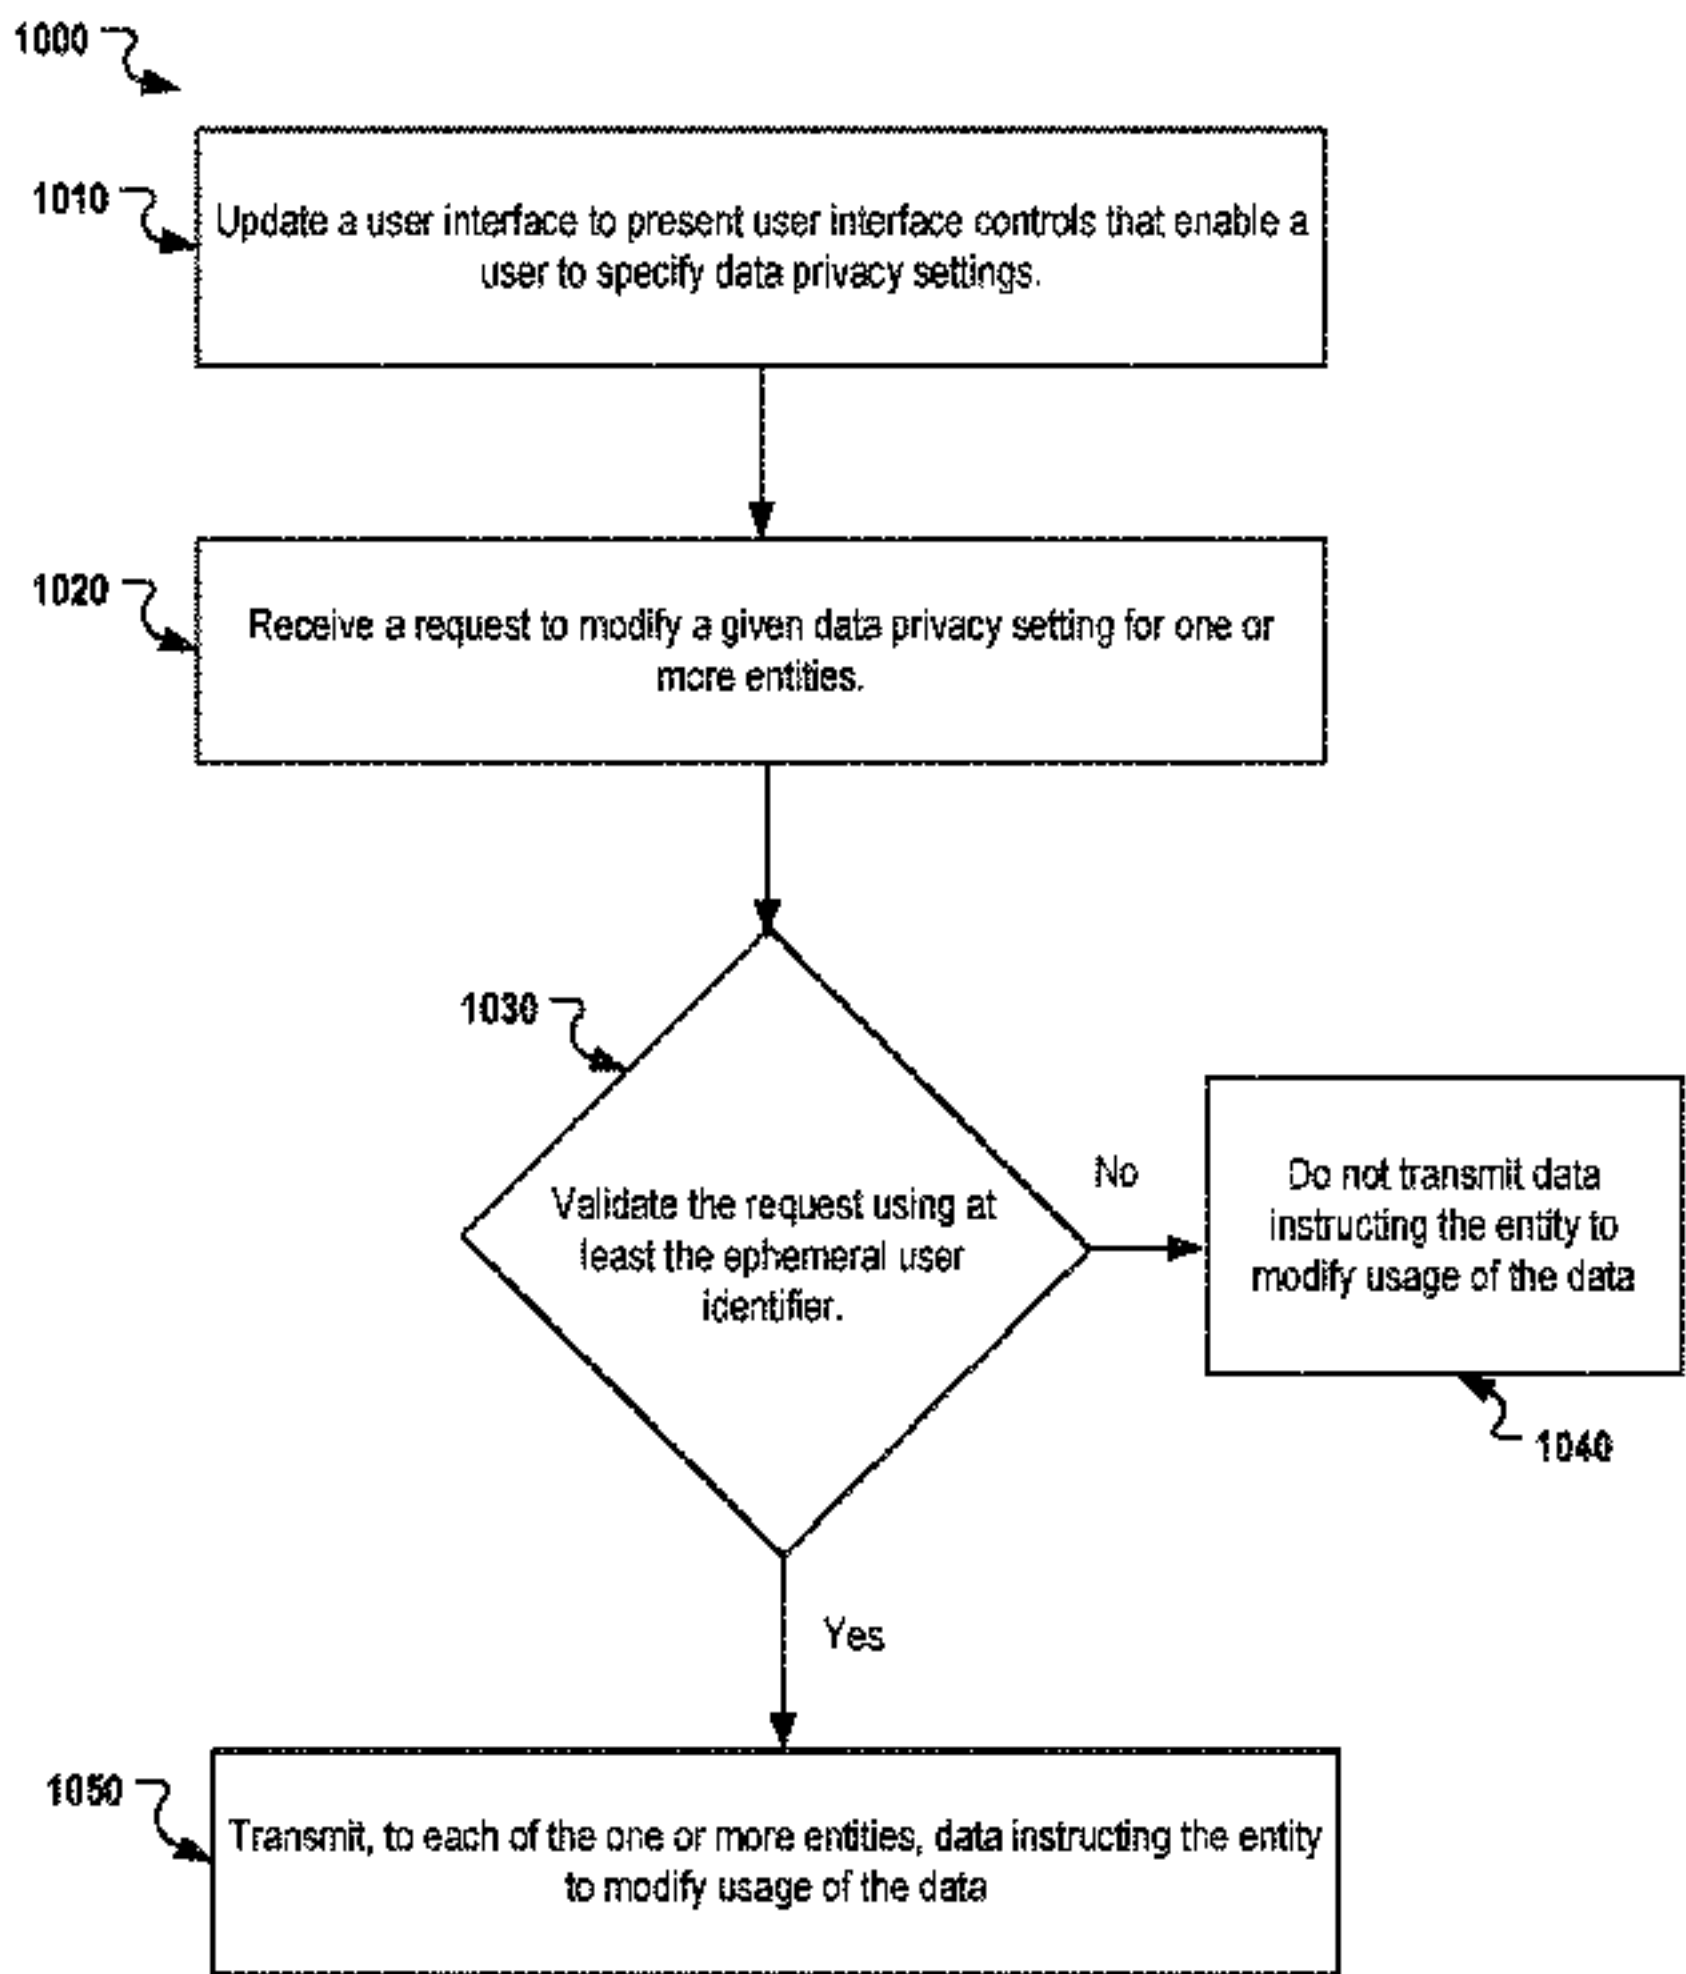 1000
1010
Update a user interface to present user interface controls that enable a
user to specify data privacy settings.
1020
Receive a request to modify a given data privacy setting for one or
more entities.
1030
Validate the request using at
least the ephemeral user
identifier.
No
Do not transmit data
instructing the entity to
modify usage of the data
1040
Yes
1050
Transmit, to each of the one or more entities, data instructing the entity
to modify usage of the data